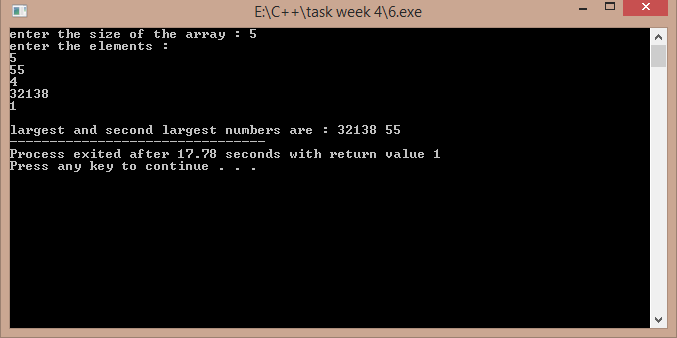 E:\C++\task week 4\6.exe
enter the size of the array : 5
enter the elements :
5
55
4
32138
1
largest and second largest numbers are : 32138 55
--------------------------------
Process exited after 17.78 seconds with return value 1
Press any key to continue . . .